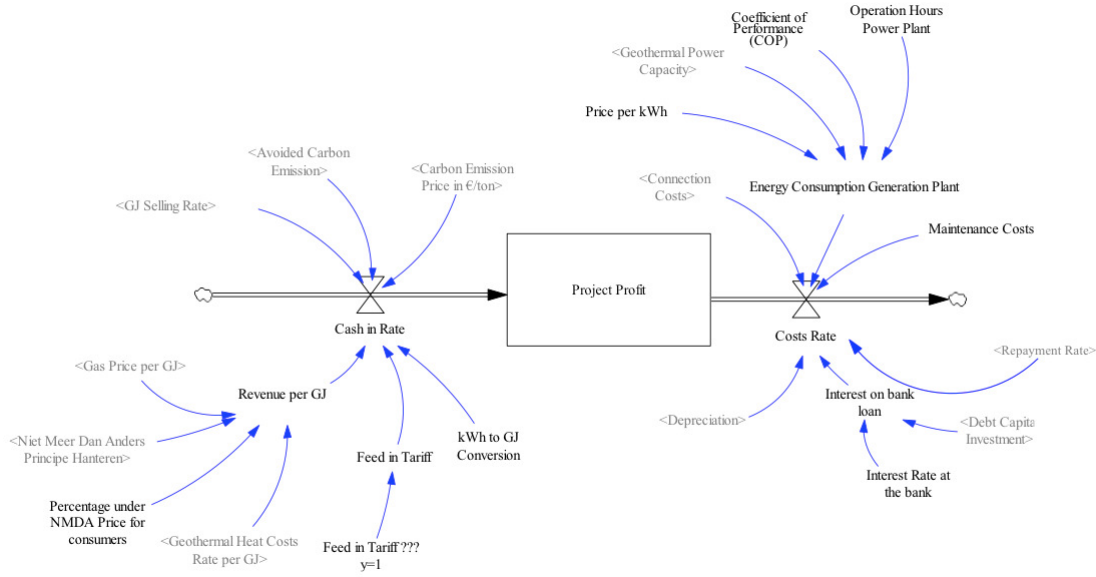 Coefficient of
Performance
(COP)
Operation Hours
Power Plant
<Geothermal Power
Capacity>
Price per kWh
<Avoided Carbon
Emission>
<Carbon Emission
Price in €/ton>
<Connection
Costs>
Energy Consumption Generation Plant
<GJ Selling Rate>
Maintenance Costs
Project Profit
Cash in Rate
Costs Rate
<Repayment Rate>
<Gas Price per GJ>
Revenue per GJ
Interest on bank
loan
<Depreciation>
<Debt Capita
Investment>
<Niet Meer Dan Anders
Principe Hanteren>
Feed in Tariff
kWh to GJ
Conversion
Interest Rate at
the bank
Percentage under
NMDA Price for
consumers
<Geothermal Heat Costs
Rate per GJ>
Feed in Tariff ???
y=1